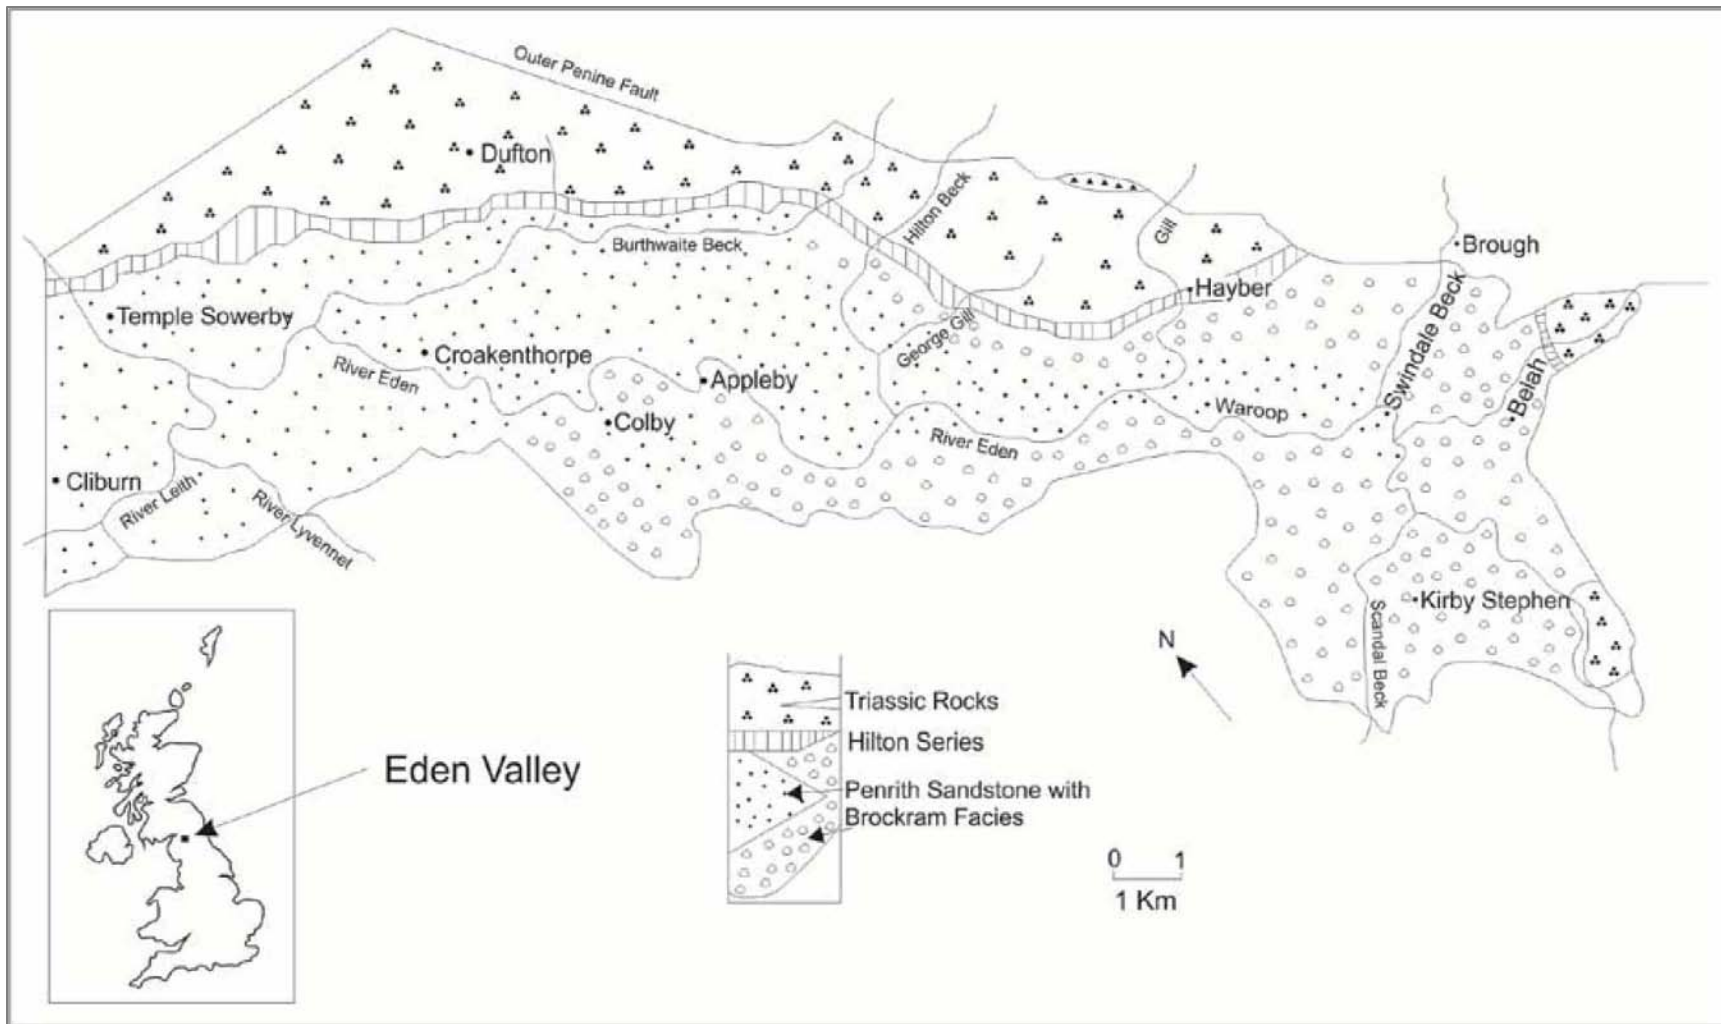 Outer Penine Fault
Dufton
Hilton Beck
Gill
Burthwaite Beck
Brough
Hayber
Temple Sowerby
George Gill
Swindale Beck
Croakenthorpe
River Eden
Appleby
Belah
Waroop
Colby
River Eden
Cliburn
River Leith
River Lyvennet
Kirby Stephen
Scandal Beck
N
Triassic Rocks
Hilton Series
Eden Valley
Penrith Sandstone with
Brockram Facies
0 1
1 Km